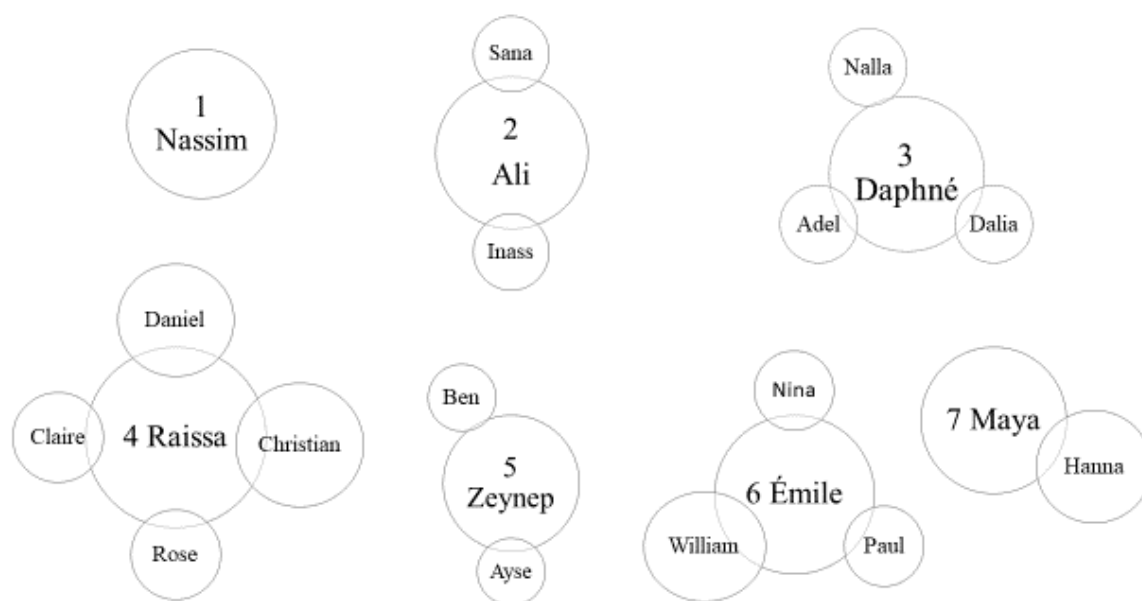 1
Nassim
Sana
2
Ali
Inass
Nalla
3
Daphné
Adel
Dalia
Daniel
Claire
4 Raissa
Christian
Rose
Ben
5
Zeynep
Ayse
Nina
6 Émile
William
Paul
7 Maya
Hanna